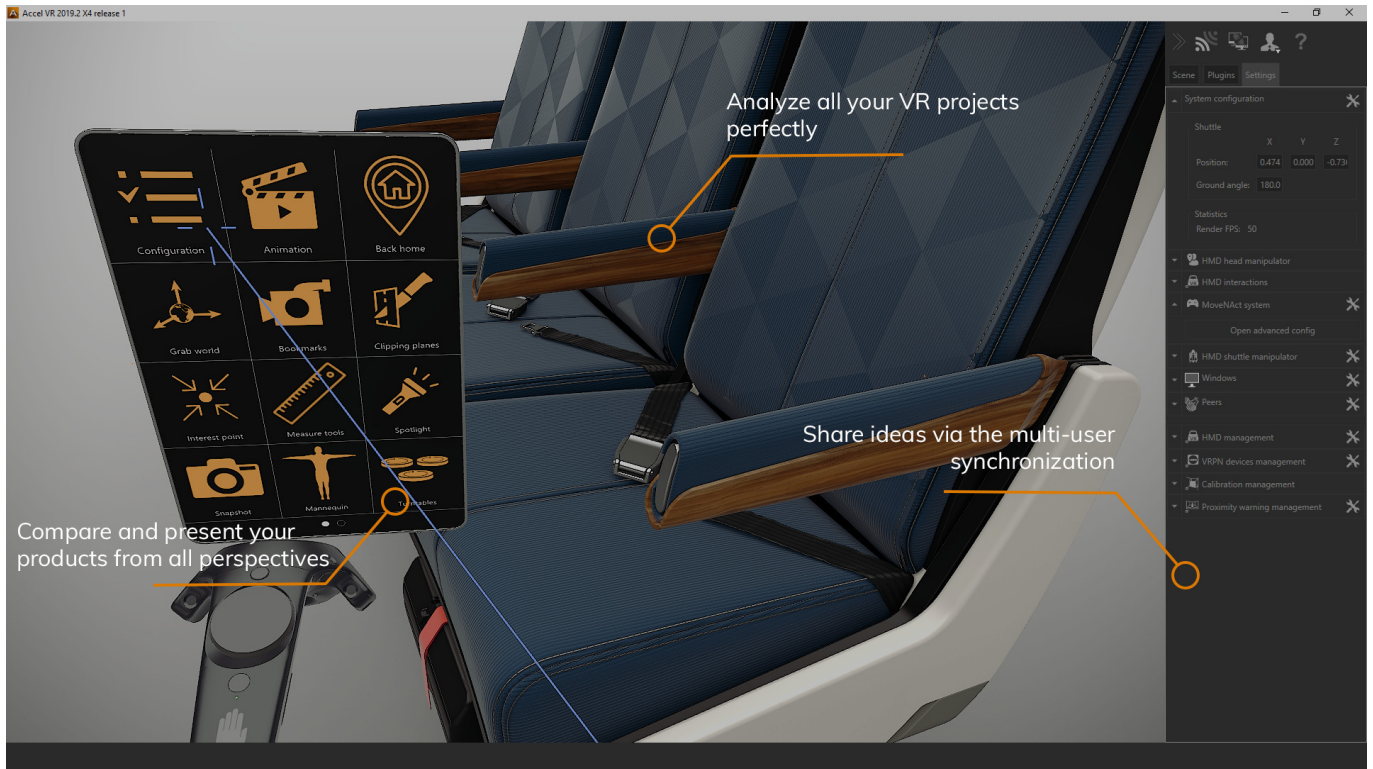 Accel VR 2019.2 X4 release 1
Analyze all your VR projects
perfectly
Configuration
Animation
Back home
Grab world
Bookmarks
Clipping planes
Interest point
Measure tools
Spotlight
Snapshot
Mannequin
Turntables
Compare and present your
products from all perspectives
Share ideas via the multi-user
synchronization
?
Scene Plugins Settings
System configuration
Shuttle
X Y Z
Position: 0.474 0.000
Ground angle: 180.0
Statistics
Render FPS: 50
HMD head manipulator
HMD interactions
MoveNAct system
Open advanced config
HMD shuttle manipulator
Windows
Peers
HMD management
VRPN devices management
Calibration management
Proximity warning management